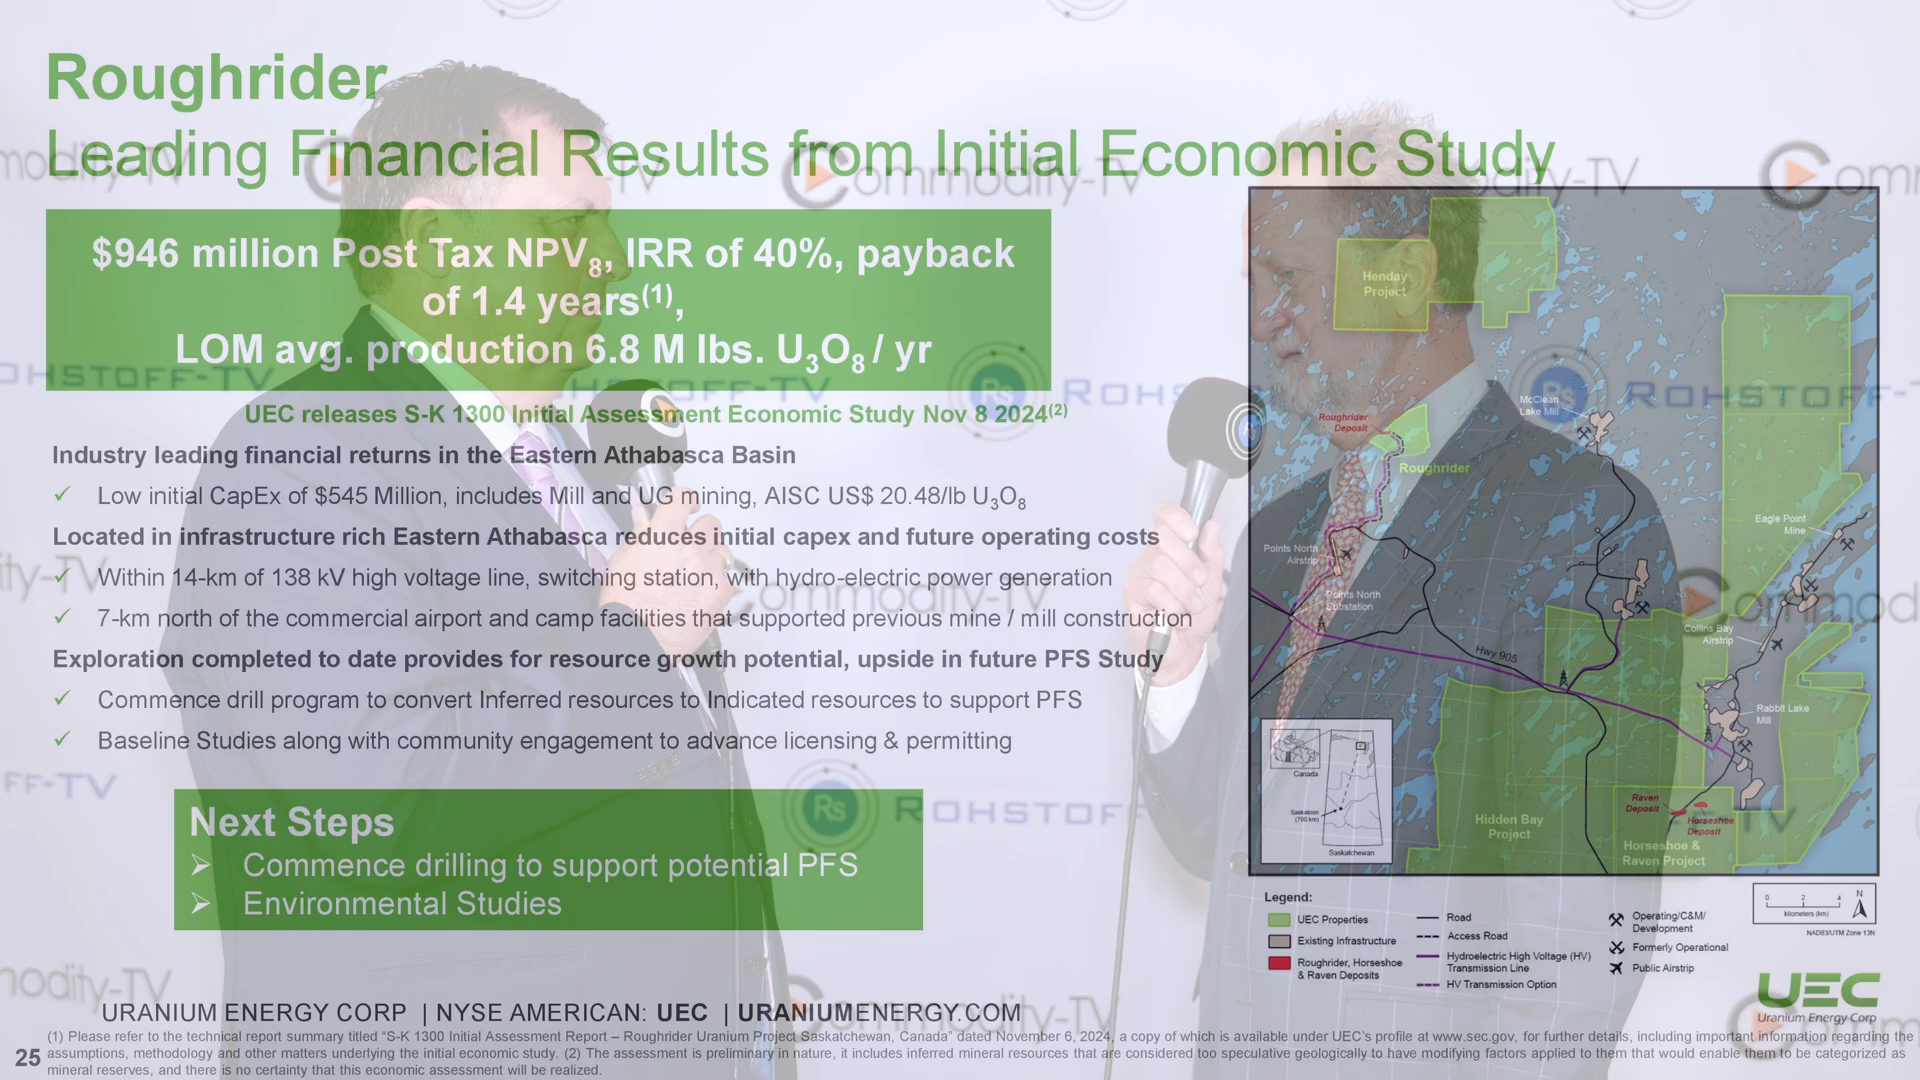 Roughrider
Leading Financial Results from Initial Economic Study
$946 million Post Tax NPV8, IRR of 40%, payback
of 1.4 years(1),
LOM avg. production 6.8 M lbs. U3O8 / yr
UEC releases S-K 1300 Initial Assessment Economic Study Nov 8 2024(2)
Industry leading financial returns in the Eastern Athabasca Basin
✓ Low initial CapEx of $545 Million, includes Mill and UG mining, AISC US$ 20.48/lb U3O8
Located in infrastructure rich Eastern Athabasca reduces initial capex and future operating costs
✓ Within 14-km of 138 kV high voltage line, switching station, with hydro-electric power generation
✓ 7-km north of the commercial airport and camp facilities that supported previous mine / mill construction
Exploration completed to date provides for resource growth potential, upside in future PFS Study
✓ Commence drill program to convert Inferred resources to Indicated resources to support PFS
✓ Baseline Studies along with community engagement to advance licensing & permitting
Next Steps
➢ Commence drilling to support potential PFS
➢ Environmental Studies
Henday
Project
McClean
Lake Mill
Roughrider
Deposit
Roughrider
Eagle Point
Mine
Points North
Airstrip
Points North
Substation
Collins Bay
Airstrip
Hwy 905
Rabbit Lake
Mill
Raven
Deposit
Horseshoe
Deposit
Hidden Bay
Project
Horseshoe &
Raven Project
Canada
Saskatoon
(700 km)
Saskatchewan
Legend:
UEC Properties
Existing Infrastructure
Roughrider, Horseshoe
& Raven Deposits
Road
Access Road
Hydroelectric High Voltage (HV)
Transmission Line
HV Transmission Option
Operating/C&M/
Development
Formerly Operational
Public Airstrip
0 2 4
kilometers (km)
N
NAD83/UTM Zone 13N
UEC
Uranium Energy Corp
URANIUM ENERGY CORP | NYSE AMERICAN: UEC | URANIUMENERGY.COM
(1) Please refer to the technical report summary titled “S-K 1300 Initial Assessment Report – Roughrider Uranium Project Saskatchewan, Canada” dated November 6, 2024, a copy of which is available under UEC’s profile at www.sec.gov, for further details, including important information regarding the
assumptions, methodology and other matters underlying the initial economic study. (2) The assessment is preliminary in nature, it includes inferred mineral resources that are considered too speculative geologically to have modifying factors applied to them that would enable them to be categorized as
mineral reserves, and there is no certainty that this economic assessment will be realized.
25
Commodity-TV
ROHSTOFF-TV
Rs